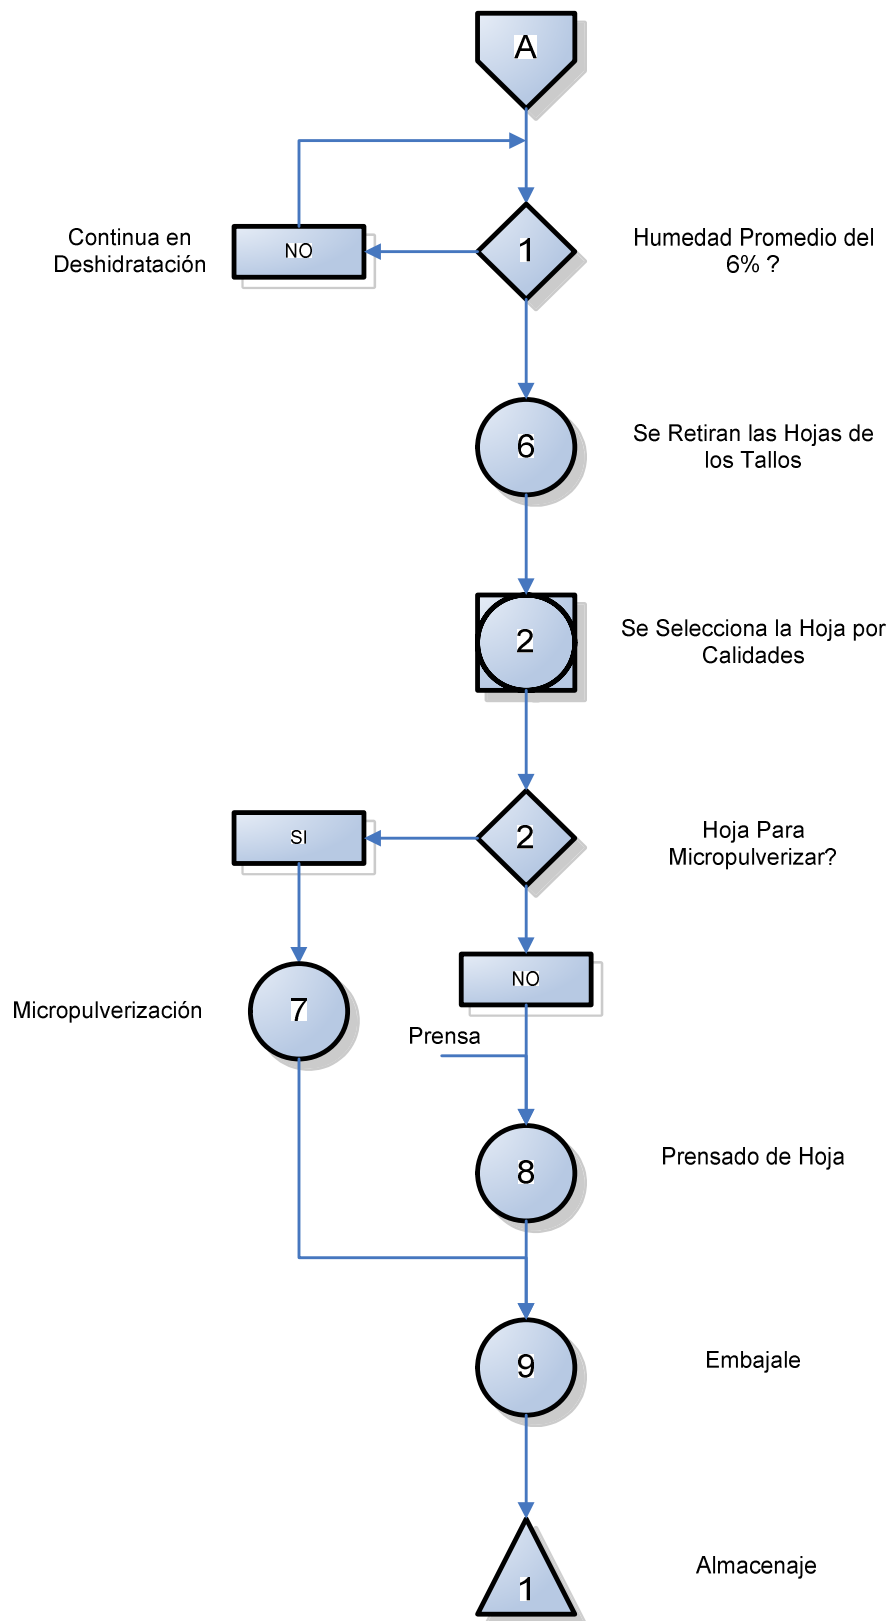 A
Continua en
Deshidratación
NO
1
Humedad Promedio del
6% ?
6
Se Retiran las Hojas de
los Tallos
2
Se Selecciona la Hoja por
Calidades
SI
2
Hoja Para
Micropulverizar?
Micropulverización
7
NO
Prensa
8
Prensado de Hoja
9
Embajale
1
Almacenaje